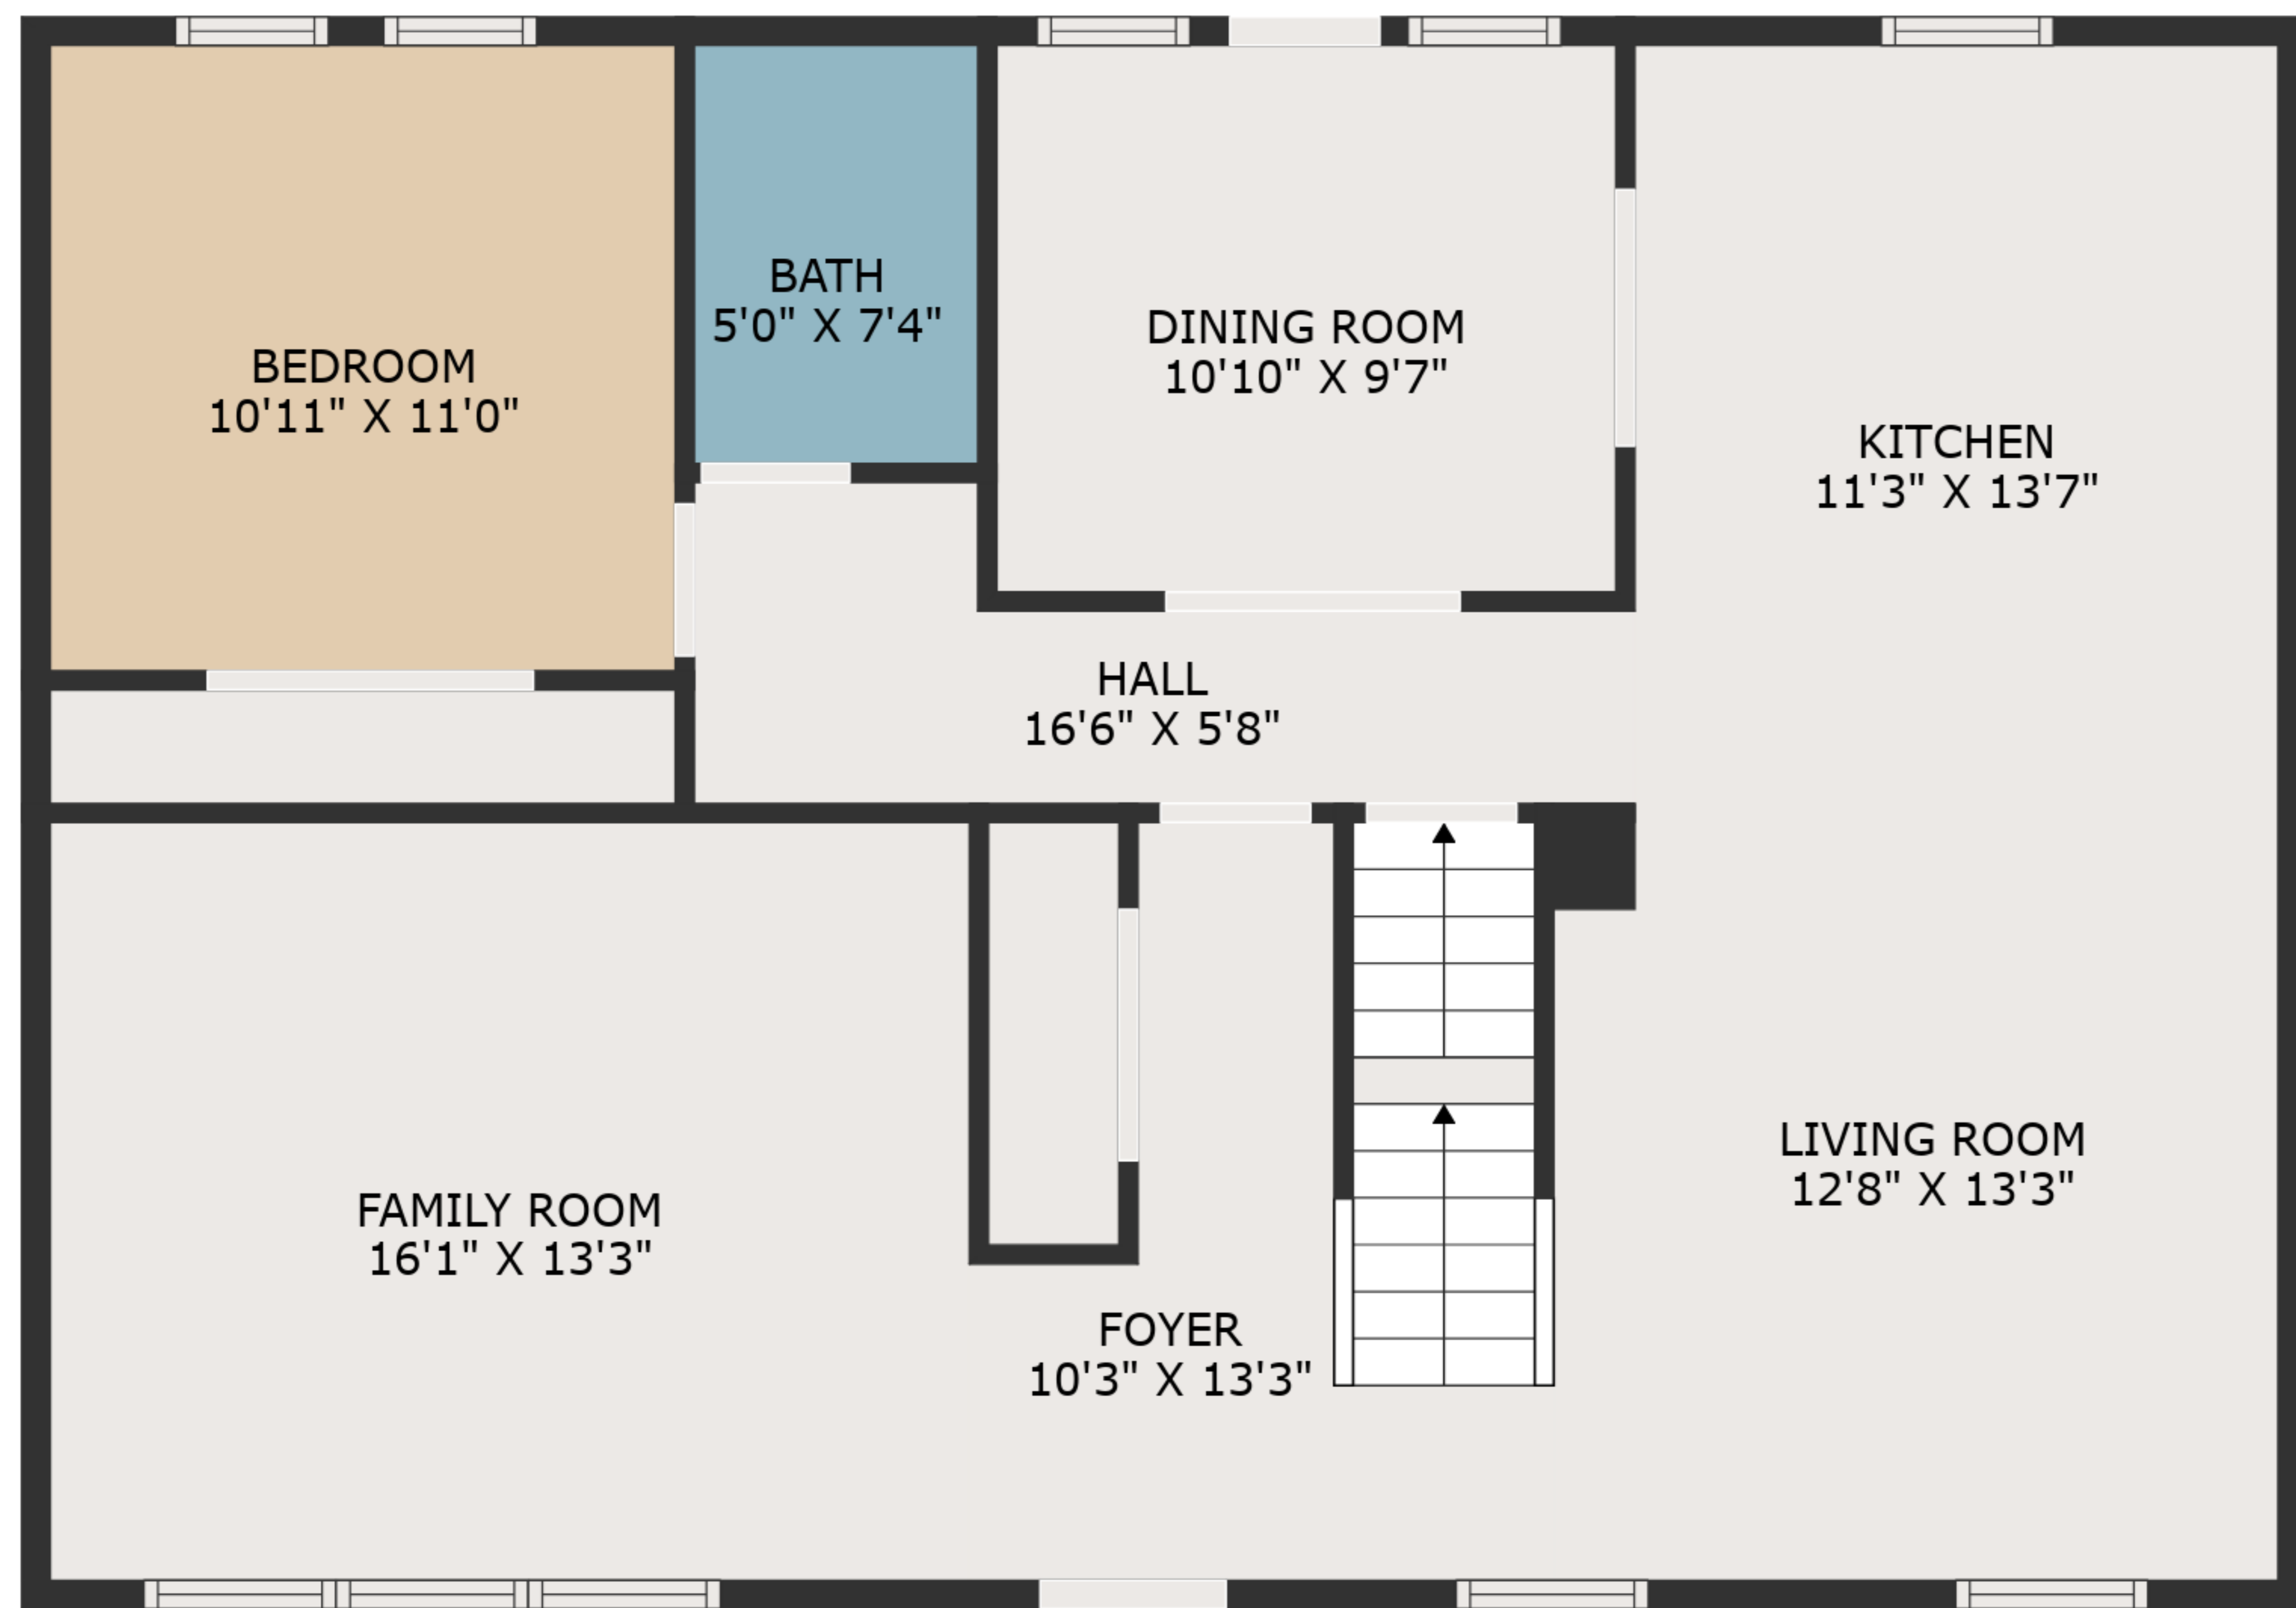 BEDROOM
10'11" X 11'0"
BATH
5'0" X 7'4"
DINING ROOM
10'10" X 9'7"
KITCHEN
11'3" X 13'7"
HALL
16'6" X 5'8"
FAMILY ROOM
16'1" X 13'3"
FOYER
10'3" X 13'3"
LIVING ROOM
12'8" X 13'3"